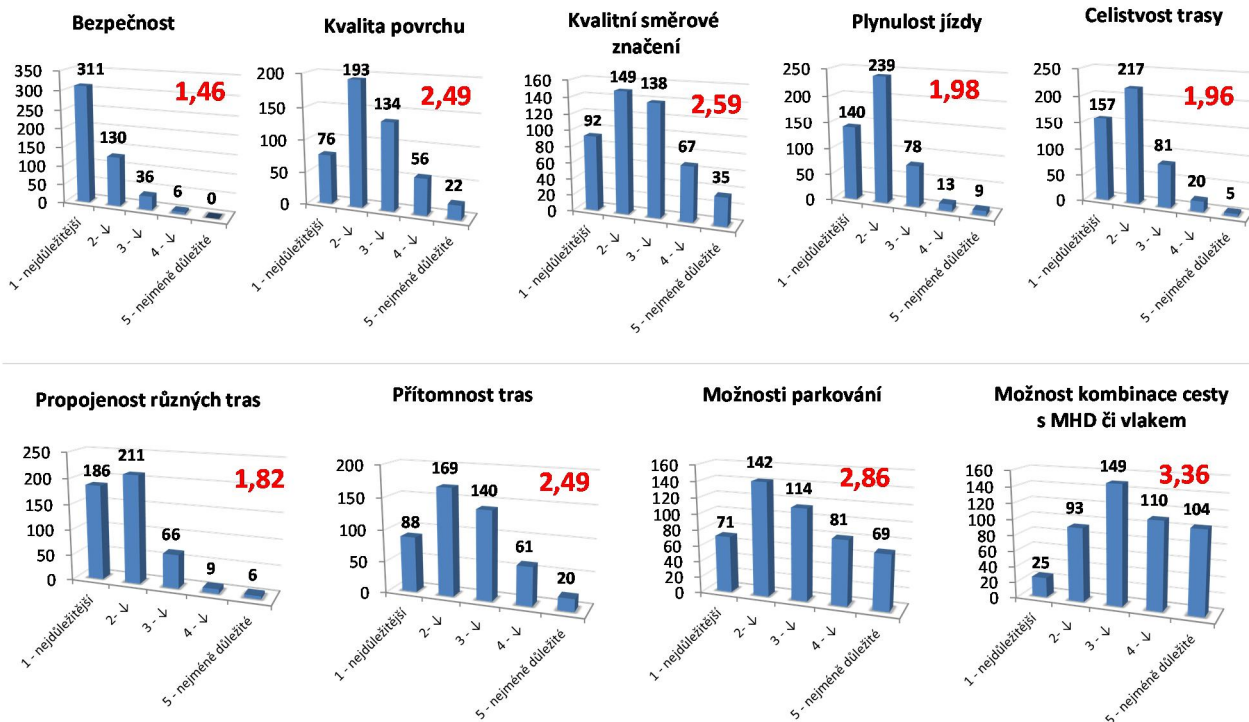 Bezpečnost
350
300
250
200
150
100
50
0
311
130
36
6
0
1,46
1 - nejdůležitější
2- ↓
3 - ↓
4 - ↓
5 - nejméně důležité
Kvalita povrchu
200
150
100
50
0
76
193
134
56
22
2,49
1 - nejdůležitější
2- ↓
3 - ↓
4 - ↓
5 - nejméně důležité
Kvalitní směrové
značení
160
140
120
100
80
60
40
20
0
92
149
138
67
35
2,59
1 - nejdůležitější
2- ↓
3 - ↓
4 - ↓
5 - nejméně důležité
Plynulost jízdy
250
200
150
100
50
0
140
239
78
13
9
1,98
1 - nejdůležitější
2- ↓
3 - ↓
4 - ↓
5 - nejméně důležité
Celistvost trasy
250
200
150
100
50
0
157
217
81
20
5
1,96
1 - nejdůležitější
2- ↓
3 - ↓
4 - ↓
5 - nejméně důležité
Propojenost různých tras
250
200
150
100
50
0
186
211
66
9
6
1,82
1 - nejdůležitější
2- ↓
3 - ↓
4 - ↓
5 - nejméně důležité
Přítomnost tras
200
150
100
50
0
88
169
140
61
20
2,49
1 - nejdůležitější
2- ↓
3 - ↓
4 - ↓
5 - nejméně důležité
Možnosti parkování
160
140
120
100
80
60
40
20
0
71
142
114
81
69
2,86
1 - nejdůležitější
2- ↓
3 - ↓
4 - ↓
5 - nejméně důležité
Možnost kombinace cesty
s MHD či vlakem
160
140
120
100
80
60
40
20
0
25
93
149
110
104
3,36
1 - nejdůležitější
2- ↓
3 - ↓
4 - ↓
5 - nejméně důležité